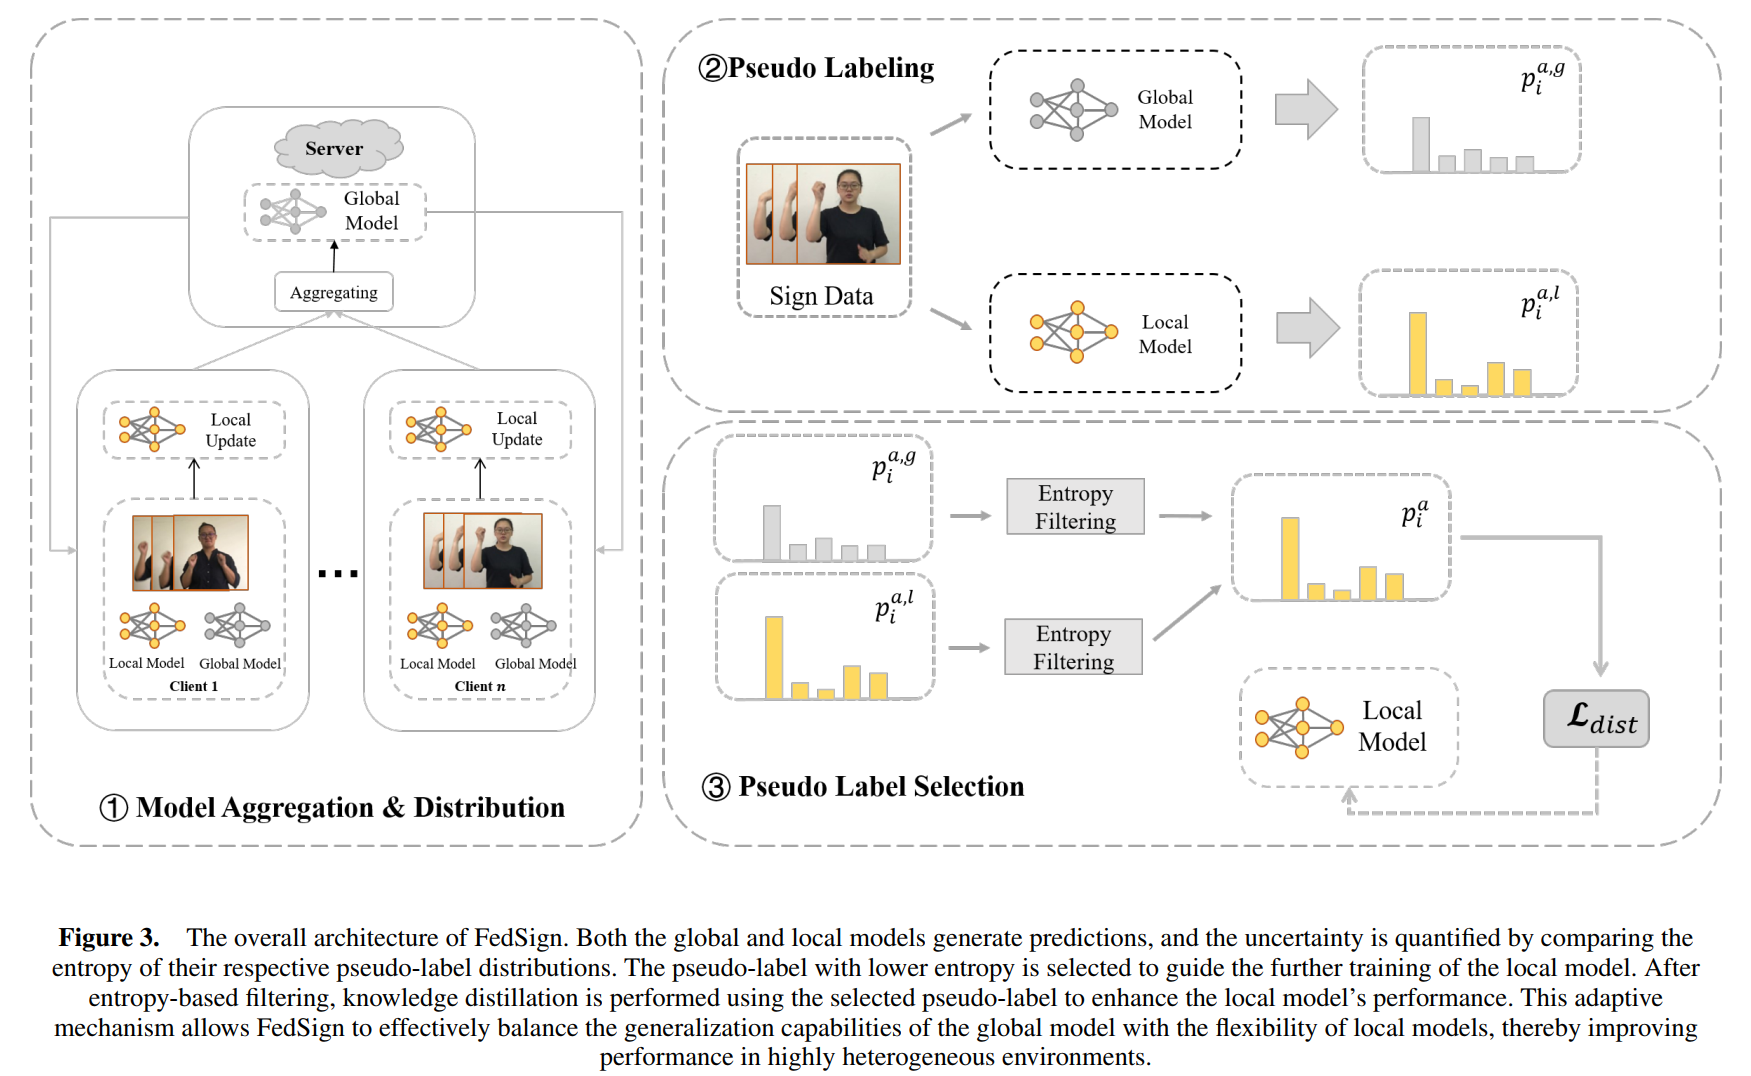 Server
Global
Model
Aggregating
Local
Update
Local
Update
Local Model Global Model
Client 1
...
Local Model Global Model
Client n
① Model Aggregation & Distribution
②Pseudo Labeling
Sign Data
Global
Model
p_i^{a,g}
Local
Model
p_i^{a,l}
p_i^{a,g}
Entropy
Filtering
p_i^{a,l}
Entropy
Filtering
p_i^a
Local
Model
𝓛_dist
③ Pseudo Label Selection
Figure 3. The overall architecture of FedSign. Both the global and local models generate predictions, and the uncertainty is quantified by comparing the
entropy of their respective pseudo-label distributions. The pseudo-label with lower entropy is selected to guide the further training of the local model. After
entropy-based filtering, knowledge distillation is performed using the selected pseudo-label to enhance the local model's performance. This adaptive
mechanism allows FedSign to effectively balance the generalization capabilities of the global model with the flexibility of local models, thereby improving
performance in highly heterogeneous environments.